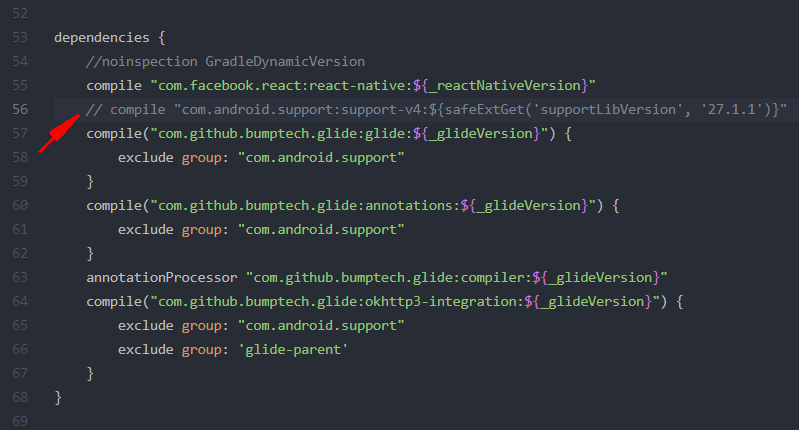 52
53 dependencies {
54 //noinspection GradleDynamicVersion
55 compile "com.facebook.react:react-native:${_reactNativeVersion}"
56 // compile "com.android.support:support-v4:${safeExtGet('supportLibVersion', '27.1.1')}"
57 compile("com.github.bumptech.glide:glide:${_glideVersion}") {
58 exclude group: "com.android.support"
59 }
60 compile("com.github.bumptech.glide:annotations:${_glideVersion}") {
61 exclude group: "com.android.support"
62 }
63 annotationProcessor "com.github.bumptech.glide:compiler:${_glideVersion}"
64 compile("com.github.bumptech.glide:okhttp3-integration:${_glideVersion}") {
65 exclude group: "com.android.support"
66 exclude group: 'glide-parent'
67 }
68 }
69